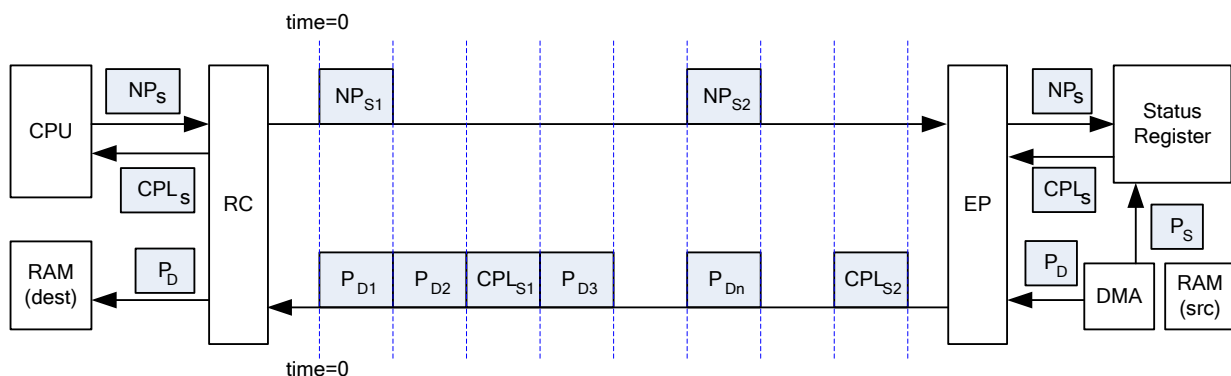 time=0
NPS
CPU
CPLS
RC
PD
RAM
(dest)
NPS1
NPS2
PD1
PD2
CPLS1
PD3
PDn
CPLS2
time=0
EP
NPS
Status
Register
CPLS
PS
PD
DMA
RAM
(src)